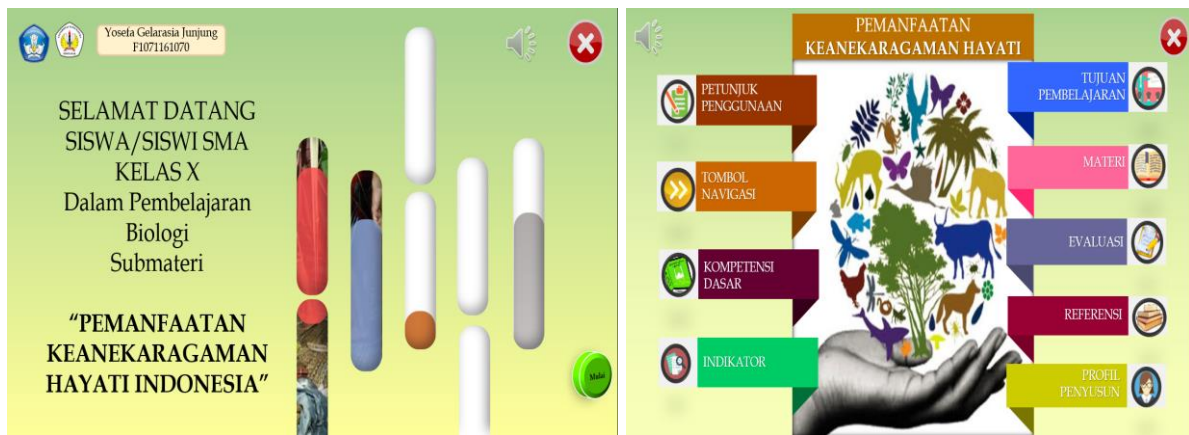 Yosefa Gelarasia Junjung
F1071161070
SELAMAT DATANG
SISWA/SISWI SMA
KELAS X
Dalam Pembelajaran
Biologi
Submateri
“PEMANFAATAN
KEANEKARAGAMAN
HAYATI INDONESIA”
Mulai
PEMANFAATAN
KEANEKARAGAMAN HAYATI
PETUNJUK
PENGGUNAAN
TOMBOL
NAVIGASI
KOMPETENSI
DASAR
INDIKATOR
TUJUAN
PEMBELAJARAN
MATERI
EVALUASI
REFERENSI
PROFIL
PENYUSUN